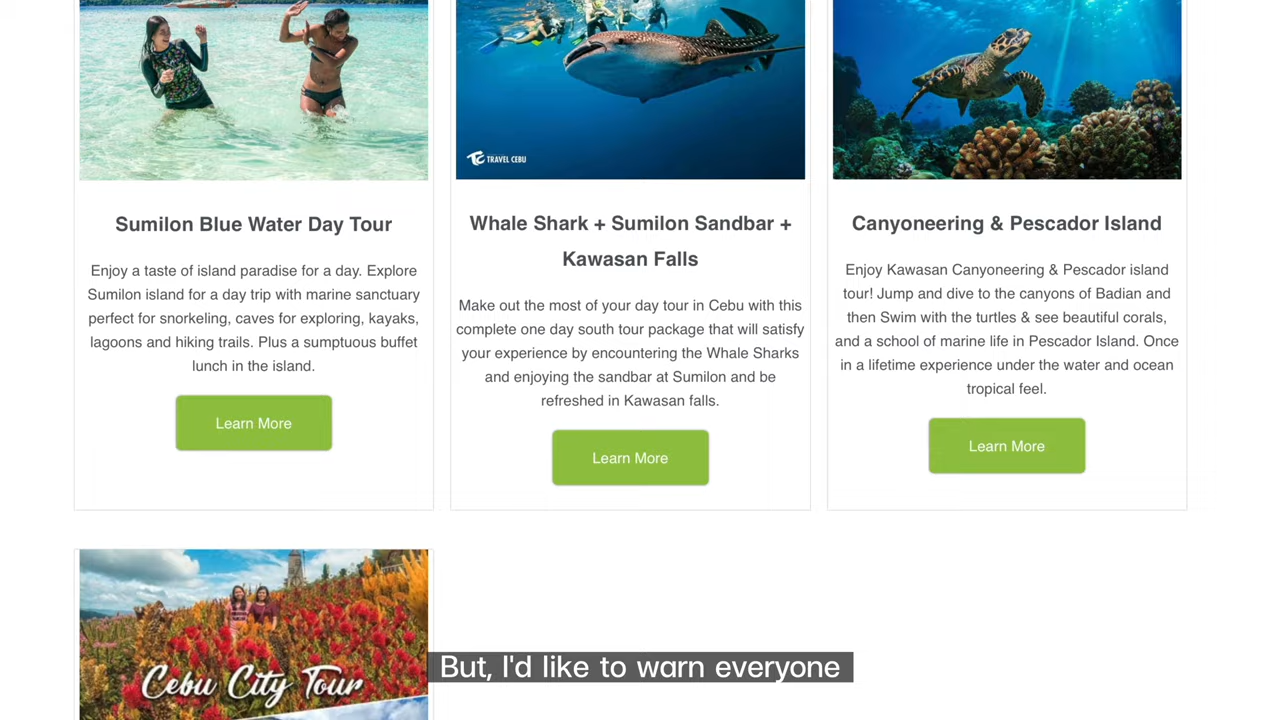 TC TRAVEL CEBU
Sumilon Blue Water Day Tour
Enjoy a taste of island paradise for a day. Explore
Sumilon island for a day trip with marine sanctuary
perfect for snorkeling, caves for exploring, kayaks,
lagoons and hiking trails. Plus a sumptuous buffet
lunch in the island.
Learn More
Whale Shark + Sumilon Sandbar +
Kawasan Falls
Make out the most of your day tour in Cebu with this
complete one day south tour package that will satisfy
your experience by encountering the Whale Sharks
and enjoying the sandbar at Sumilon and be
refreshed in Kawasan falls.
Learn More
Canyoneering & Pescador Island
Enjoy Kawasan Canyoneering & Pescador island
tour! Jump and dive to the canyons of Badian and
then Swim with the turtles & see beautiful corals,
and a school of marine life in Pescador Island. Once
in a lifetime experience under the water and ocean
tropical feel.
Learn More
Cebu City Tour
But, I'd like to warn everyone